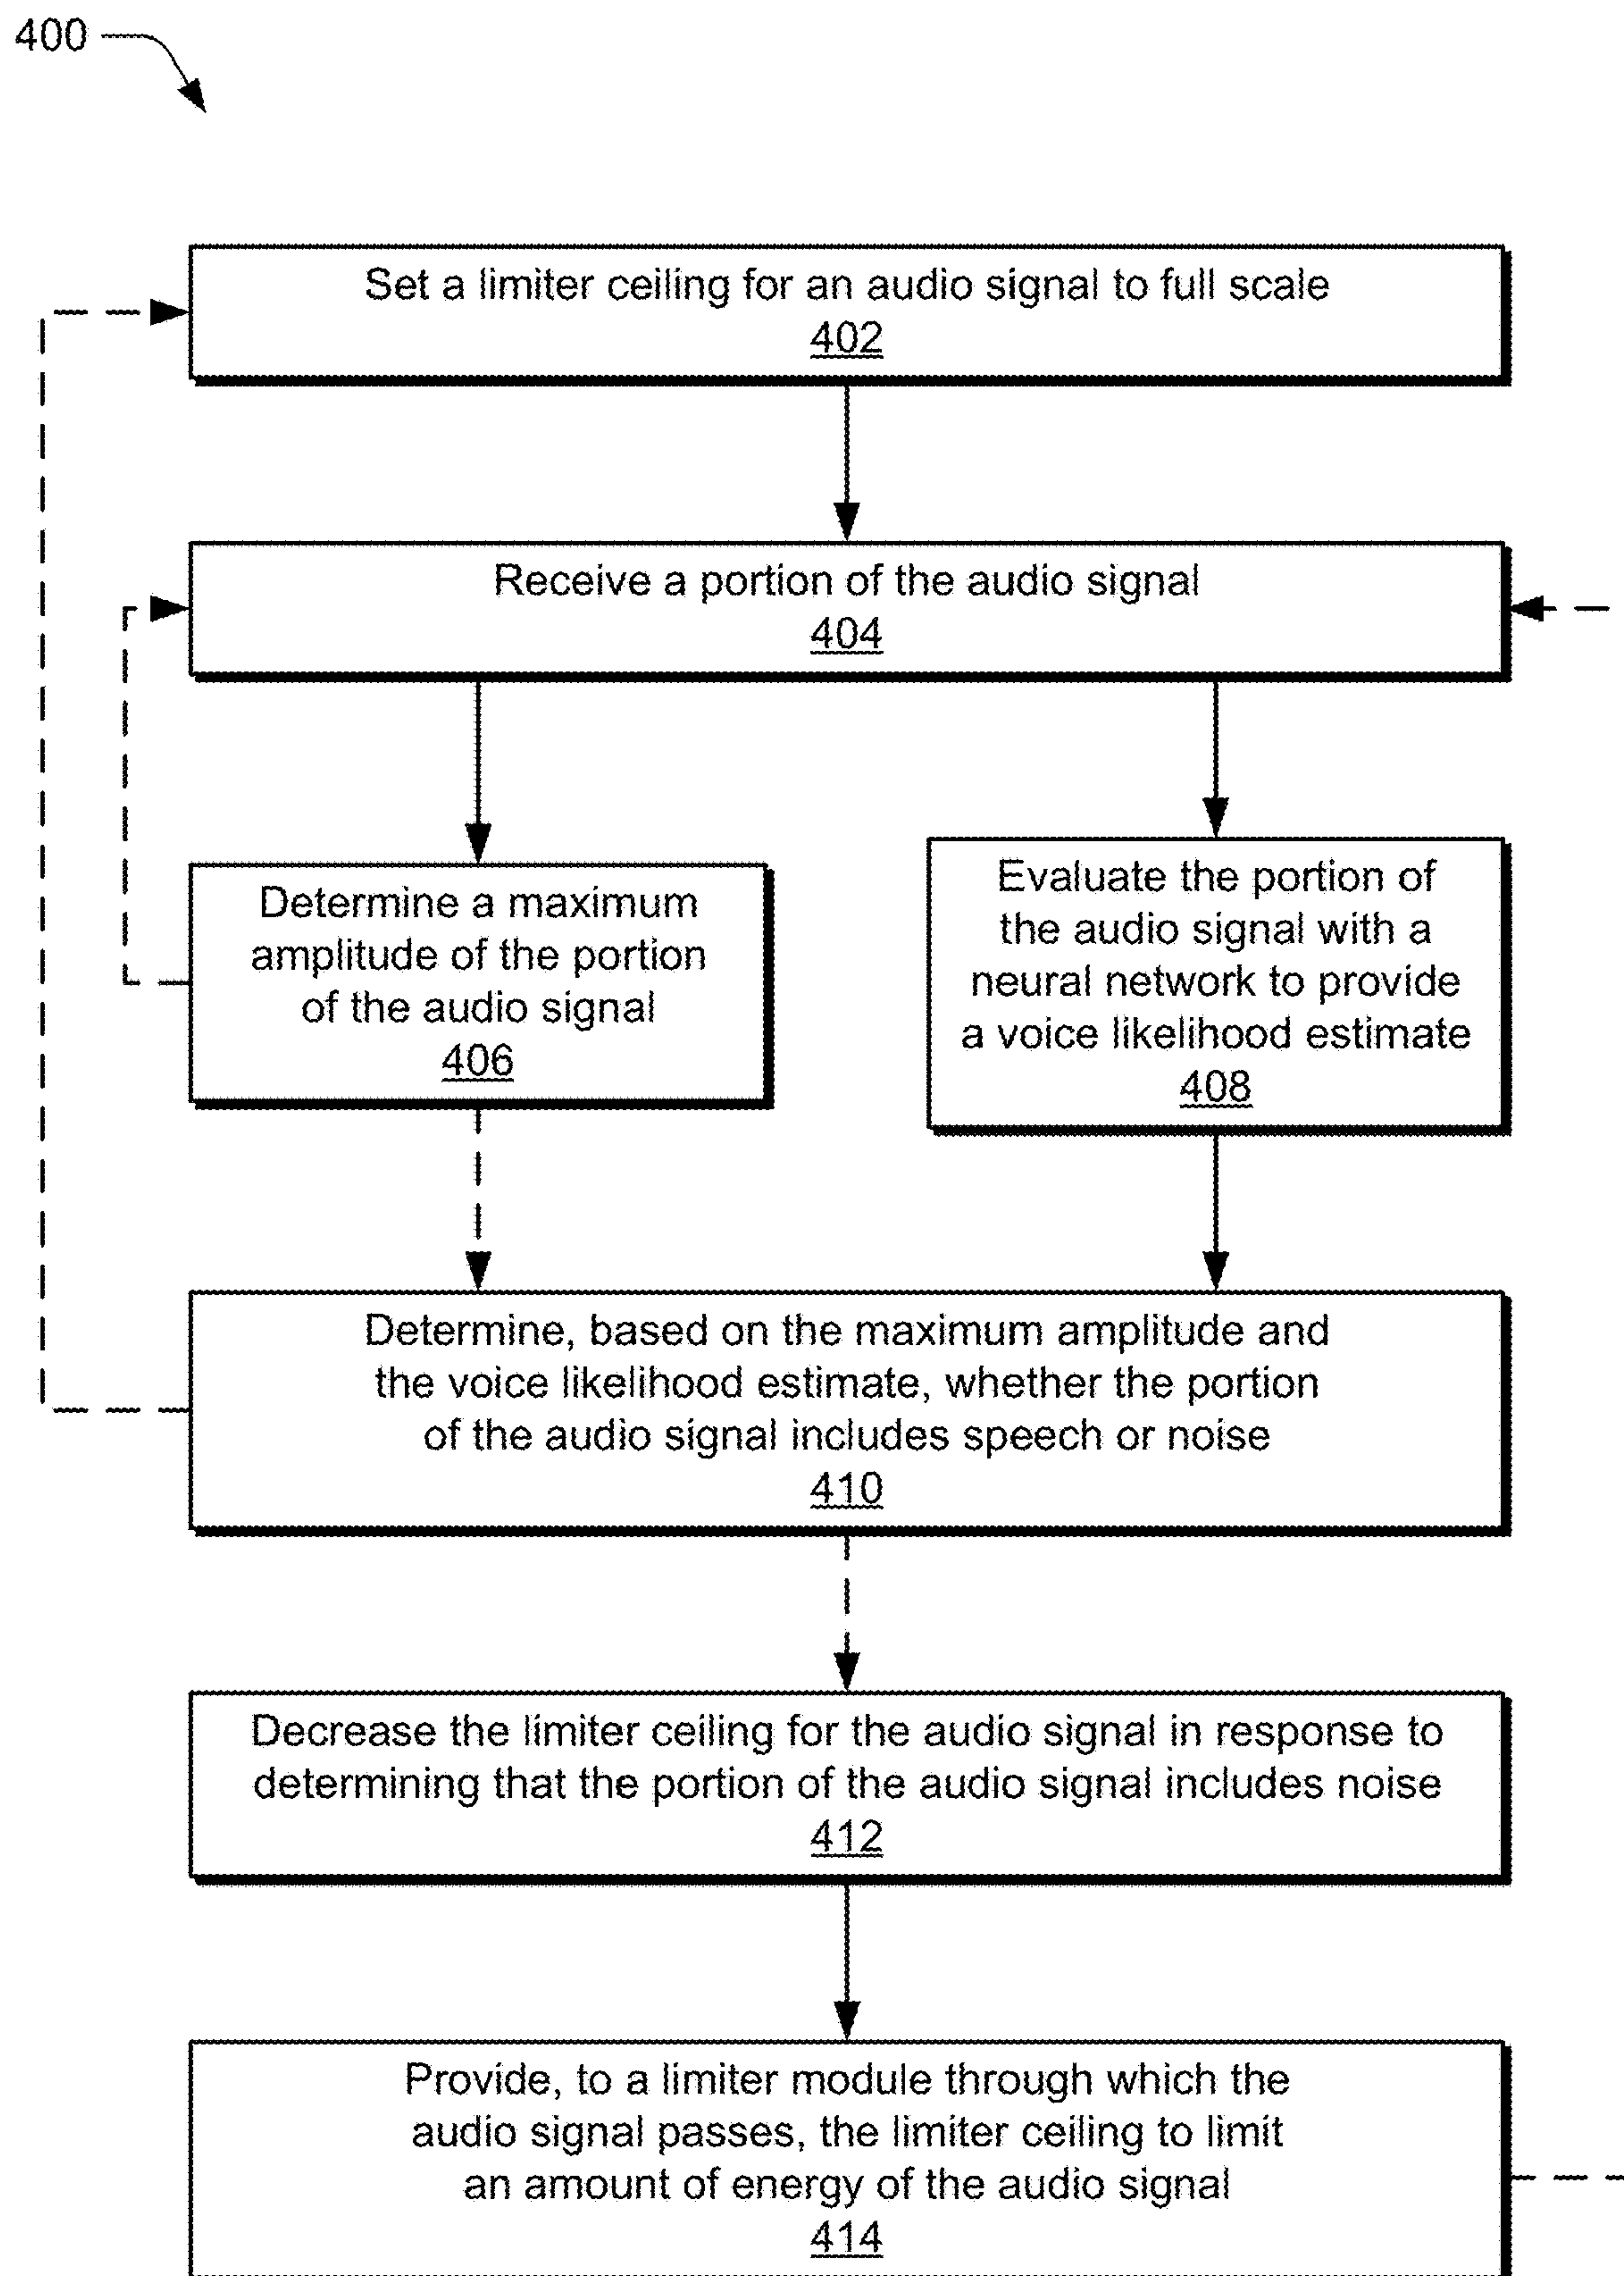 400
Set a limiter ceiling for an audio signal to full scale
402
Receive a portion of the audio signal
404
Determine a maximum
amplitude of the portion
of the audio signal
406
Evaluate the portion of
the audio signal with a
neural network to provide
a voice likelihood estimate
408
Determine, based on the maximum amplitude and
the voice likelihood estimate, whether the portion
of the audio signal includes speech or noise
410
Decrease the limiter ceiling for the audio signal in response to
determining that the portion of the audio signal includes noise
412
Provide, to a limiter module through which the
audio signal passes, the limiter ceiling to limit
an amount of energy of the audio signal
414